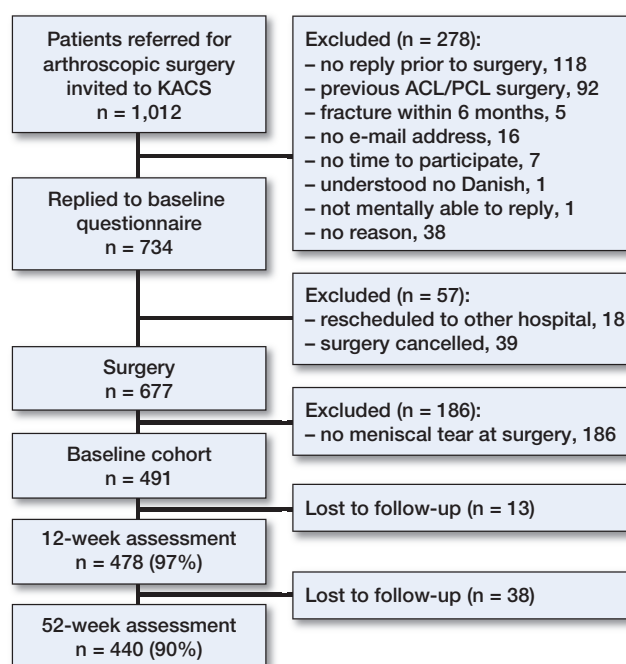 Patients referred for
arthroscopic surgery
invited to KACS
n = 1,012
Excluded (n = 278):
– no reply prior to surgery, 118
– previous ACL/PCL surgery, 92
– fracture within 6 months, 5
– no e-mail address, 16
– no time to participate, 7
– understood no Danish, 1
– not mentally able to reply, 1
– no reason, 38
Replied to baseline
questionnaire
n = 734
Excluded (n = 57):
– rescheduled to other hospital, 18
– surgery cancelled, 39
Surgery
n = 677
Excluded (n = 186):
– no meniscal tear at surgery, 186
Baseline cohort
n = 491
Lost to follow-up (n = 13)
12-week assessment
n = 478 (97%)
Lost to follow-up (n = 38)
52-week assessment
n = 440 (90%)